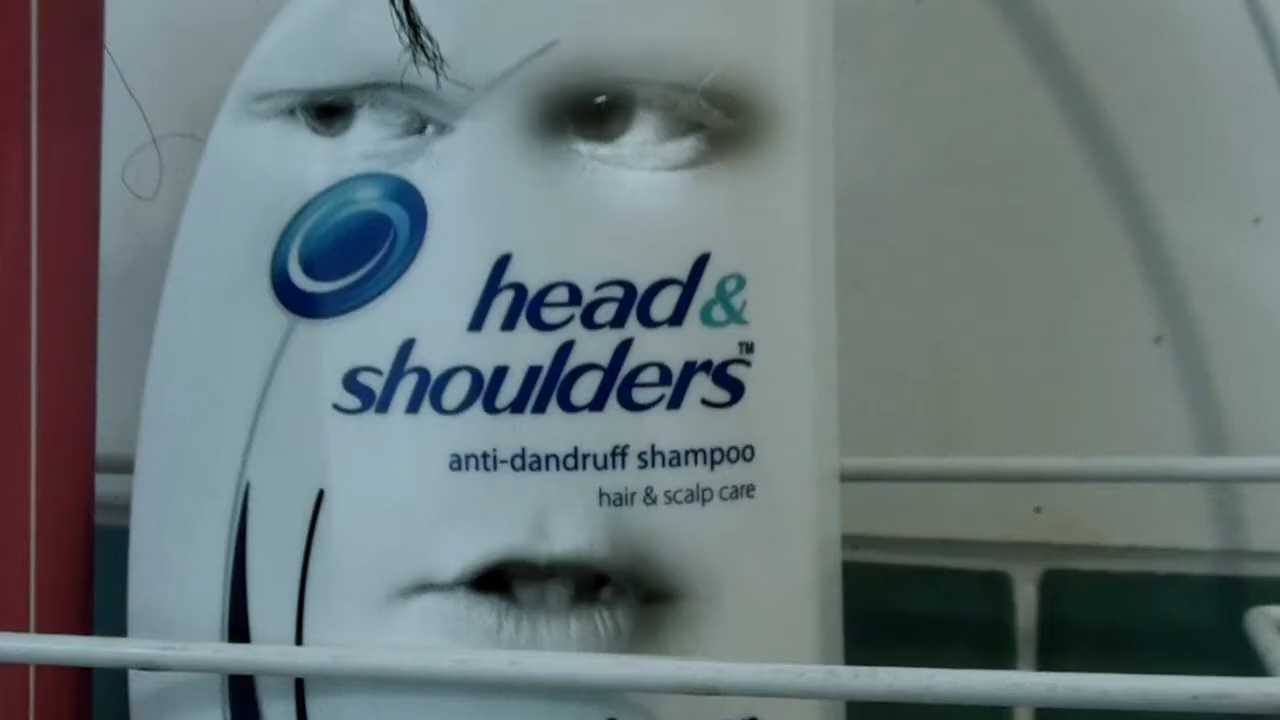 head &
shoulders™
anti-dandruff shampoo
hair & scalp care